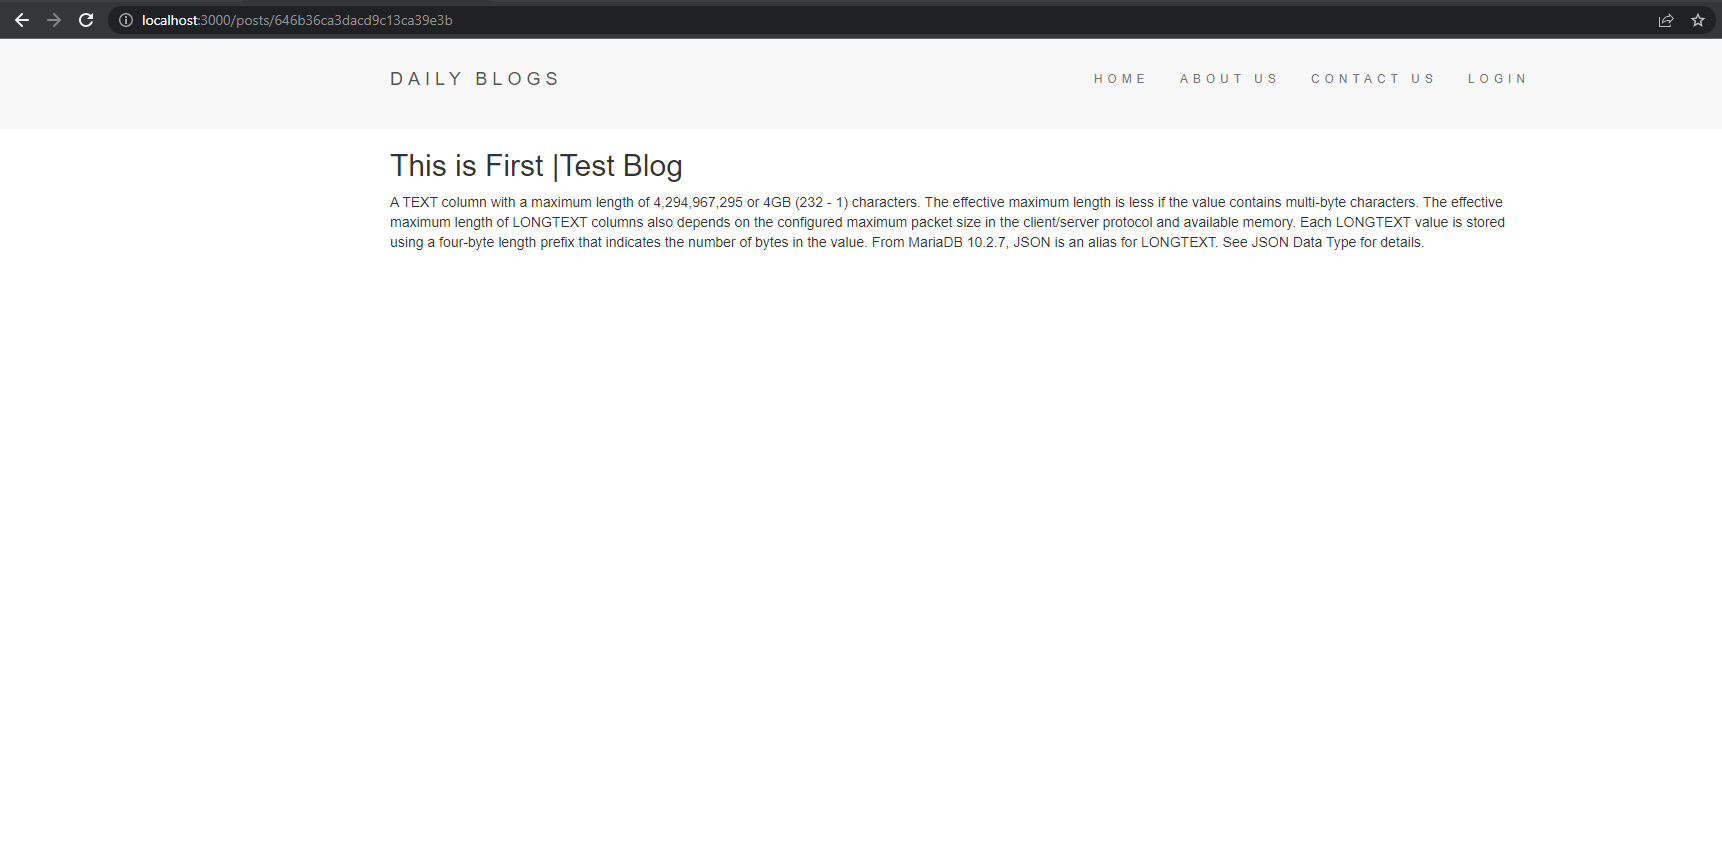 localhost:3000/posts/646b36ca3dacd9c13ca39e3b
DAILY BLOGS
HOME ABOUT US CONTACT US LOGIN
This is First |Test Blog
A TEXT column with a maximum length of 4,294,967,295 or 4GB (232 - 1) characters. The effective maximum length is less if the value contains multi-byte characters. The effective
maximum length of LONGTEXT columns also depends on the configured maximum packet size in the client/server protocol and available memory. Each LONGTEXT value is stored
using a four-byte length prefix that indicates the number of bytes in the value. From MariaDB 10.2.7, JSON is an alias for LONGTEXT. See JSON Data Type for details.